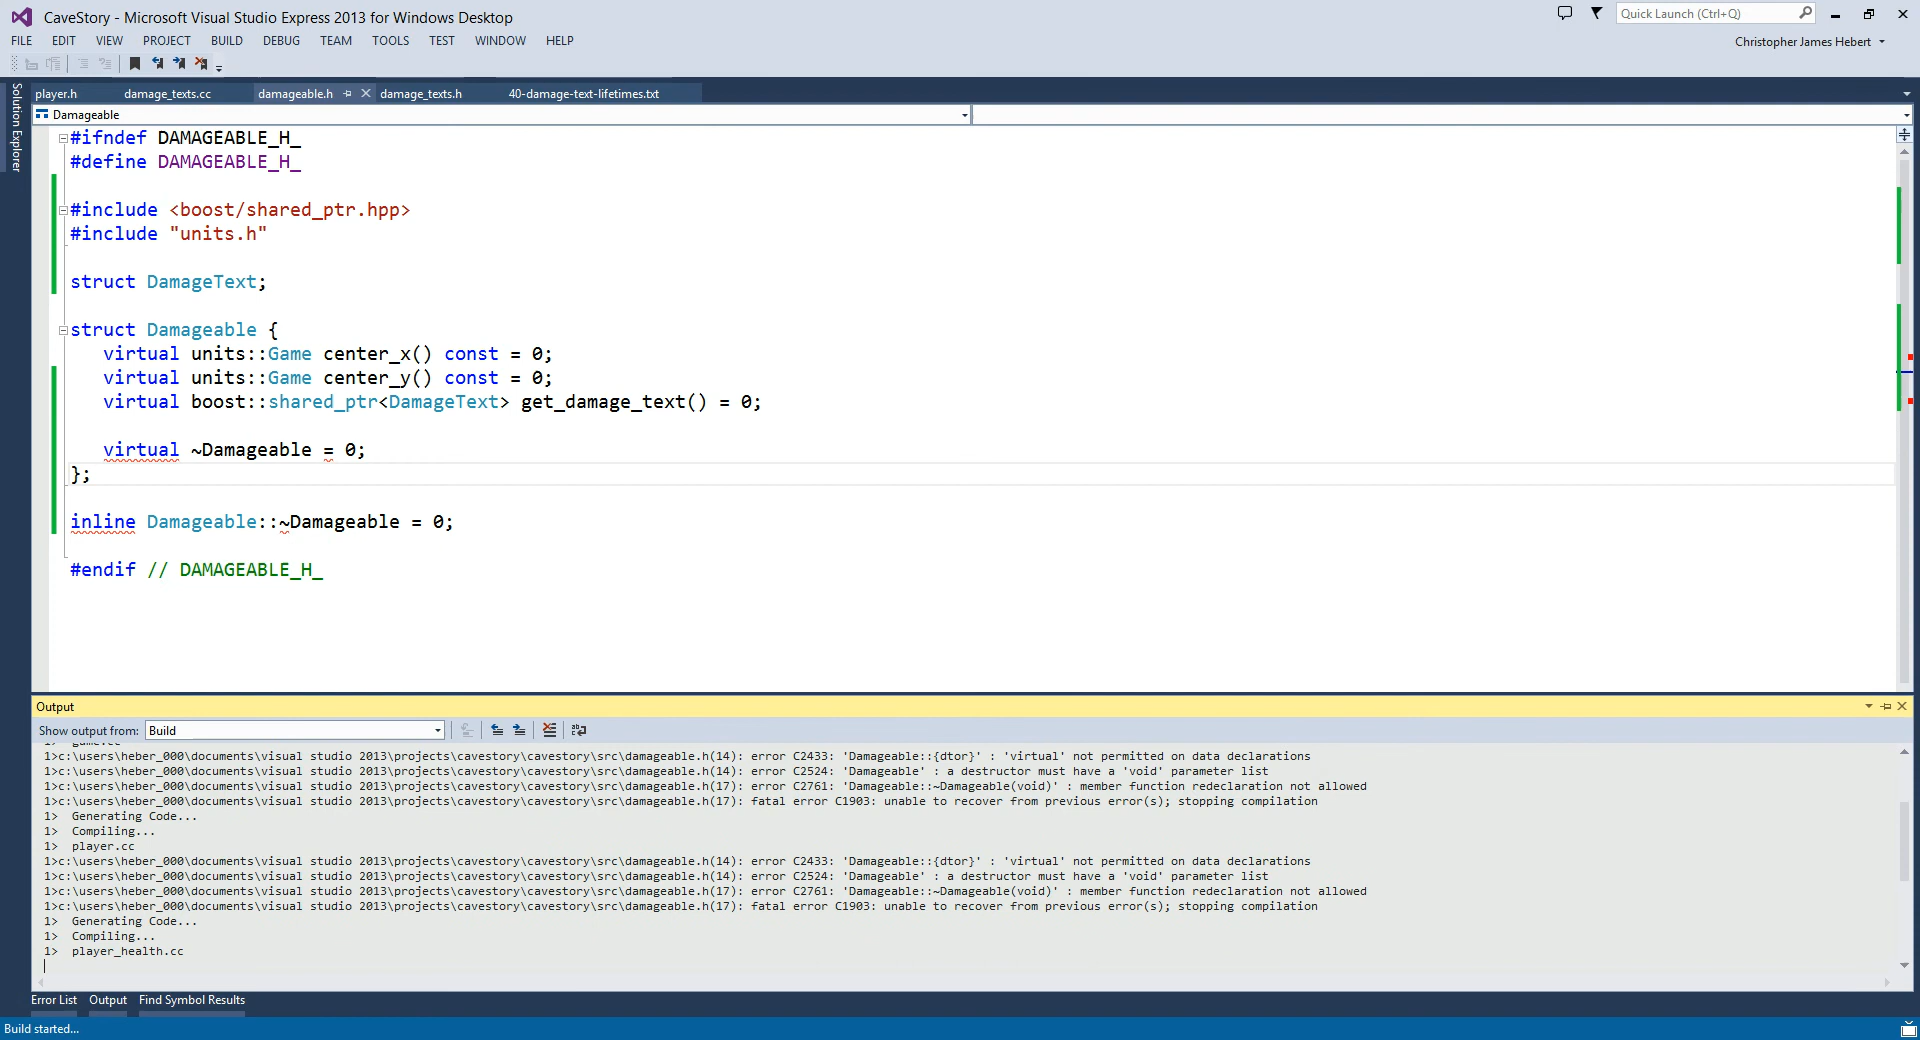 CaveStory - Microsoft Visual Studio Express 2013 for Windows Desktop
Quick Launch (Ctrl+Q)
FILE EDIT VIEW PROJECT BUILD DEBUG TEAM TOOLS TEST WINDOW HELP
Christopher James Hebert
Solution Explorer
player.h damage_texts.cc damageable.h damage_texts.h 40-damage-text-lifetimes.txt
Damageable
#ifndef DAMAGEABLE_H_
#define DAMAGEABLE_H_
#include <boost/shared_ptr.hpp>
#include "units.h"
struct DamageText;
struct Damageable {
virtual units::Game center_x() const = 0;
virtual units::Game center_y() const = 0;
virtual boost::shared_ptr<DamageText> get_damage_text() = 0;
virtual ~Damageable = 0;
};
inline Damageable::~Damageable = 0;
#endif // DAMAGEABLE_H_
Output
Show output from: Build
1> game.cc
1>c:\users\heber_000\documents\visual studio 2013\projects\cavestory\cavestory\src\damageable.h(14): error C2433: 'Damageable::{dtor}' : 'virtual' not permitted on data declarations
1>c:\users\heber_000\documents\visual studio 2013\projects\cavestory\cavestory\src\damageable.h(14): error C2524: 'Damageable' : a destructor must have a 'void' parameter list
1>c:\users\heber_000\documents\visual studio 2013\projects\cavestory\cavestory\src\damageable.h(17): error C2761: 'Damageable::~Damageable(void)' : member function redeclaration not allowed
1>c:\users\heber_000\documents\visual studio 2013\projects\cavestory\cavestory\src\damageable.h(17): fatal error C1903: unable to recover from previous error(s); stopping compilation
1> Generating Code...
1> Compiling...
1> player.cc
1>c:\users\heber_000\documents\visual studio 2013\projects\cavestory\cavestory\src\damageable.h(14): error C2433: 'Damageable::{dtor}' : 'virtual' not permitted on data declarations
1>c:\users\heber_000\documents\visual studio 2013\projects\cavestory\cavestory\src\damageable.h(14): error C2524: 'Damageable' : a destructor must have a 'void' parameter list
1>c:\users\heber_000\documents\visual studio 2013\projects\cavestory\cavestory\src\damageable.h(17): error C2761: 'Damageable::~Damageable(void)' : member function redeclaration not allowed
1>c:\users\heber_000\documents\visual studio 2013\projects\cavestory\cavestory\src\damageable.h(17): fatal error C1903: unable to recover from previous error(s); stopping compilation
1> Generating Code...
1> Compiling...
1> player_health.cc
Error List Output Find Symbol Results
Build started...